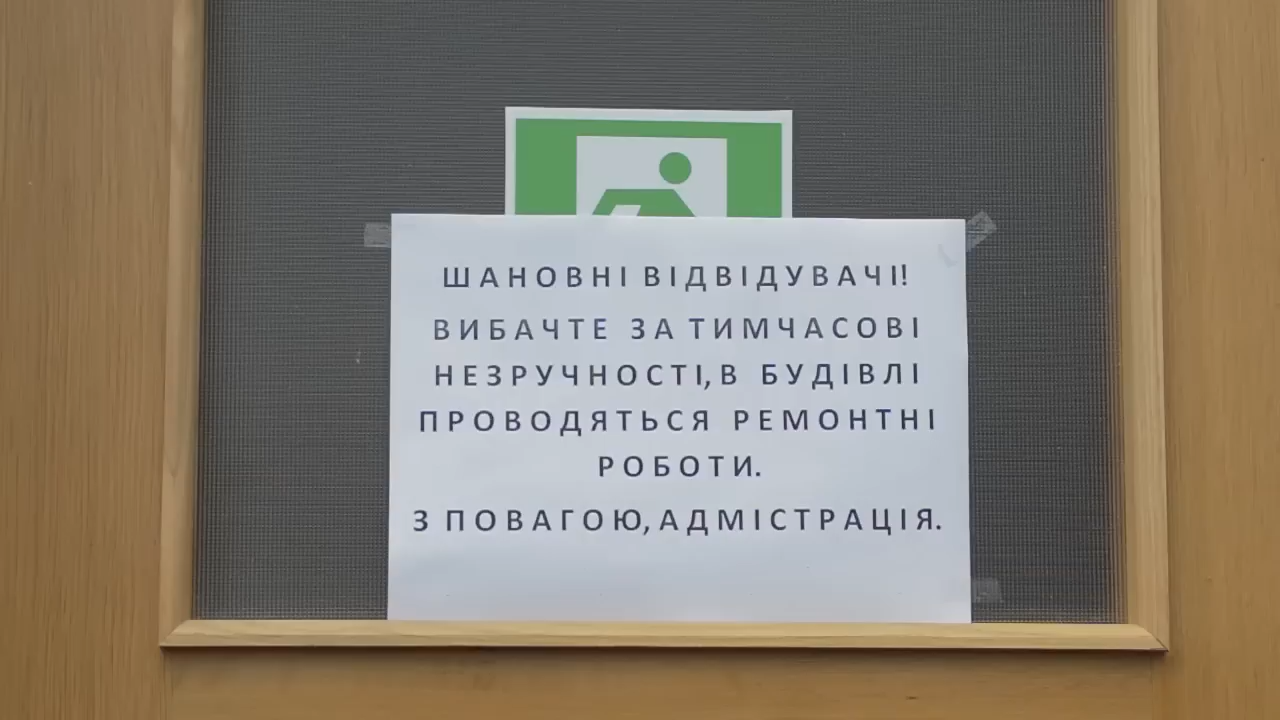 ШАНОВНІ ВІДВІДУВАЧІ!
ВИБАЧТЕ ЗА ТИМЧАСОВІ
НЕЗРУЧНОСТІ, В БУДІВЛІ
ПРОВОДЯТЬСЯ РЕМОНТНІ
РОБОТИ.
З ПОВАГОЮ, АДМІСТРАЦІЯ.